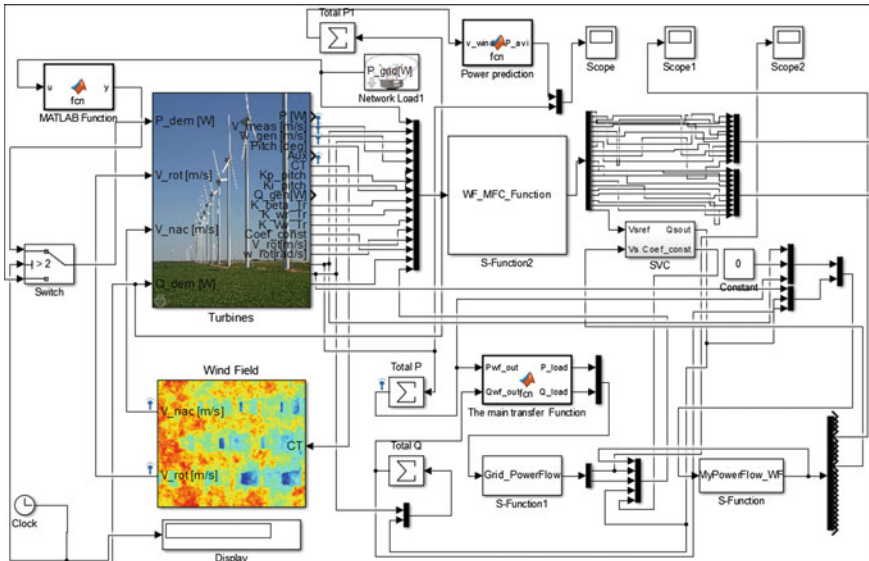 Total P1
v_wind P_avi
fcn
Power prediction
Scope
Scope1
Scope2
P_grid[W]
Network Load1
u y
fcn
MATLAB Function
P_dem [W]
V_rot [m/s]
V_nac [m/s]
Q_dem [W]
P [W]
V_meas [m/s]
w_gen [m/s]
Pitch [deg]
Aux
CT
Kp_pitch
Ki_pitch
Q_gen[W]
K_beta_Tr
K_wr_Tr
K_Vw_Tr
Coef_const
V_rot[m/s]
w_rot[rad/s]
Turbines
WF_MFC_Function
S-Function2
Vsref Qsout
Vs Coef_const
SVC
0
Constant
> 2
Switch
Wind Field
V_nac [m/s]
CT
V_rot [m/s]
Total P
Pwf_out P_load
Qwf_out Q_load
fcn
The main transfer Function
Total Q
Grid_PowerFlow
S-Function1
MyPowerFlow_WF
S-Function
Clock
Display